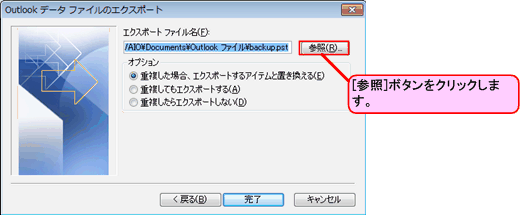 Outlook データ ファイルのエクスポート
エクスポート ファイル名(F):
/AIO¥Documents¥Outlook ファイル¥backup.pst
参照(R)...
オプション
重複した場合、エクスポートするアイテムと置き換える(E)
重複してもエクスポートする(A)
重複したらエクスポートしない(D)
[参照]ボタンをクリックしま
す。
< 戻る(B)
完了
キャンセル